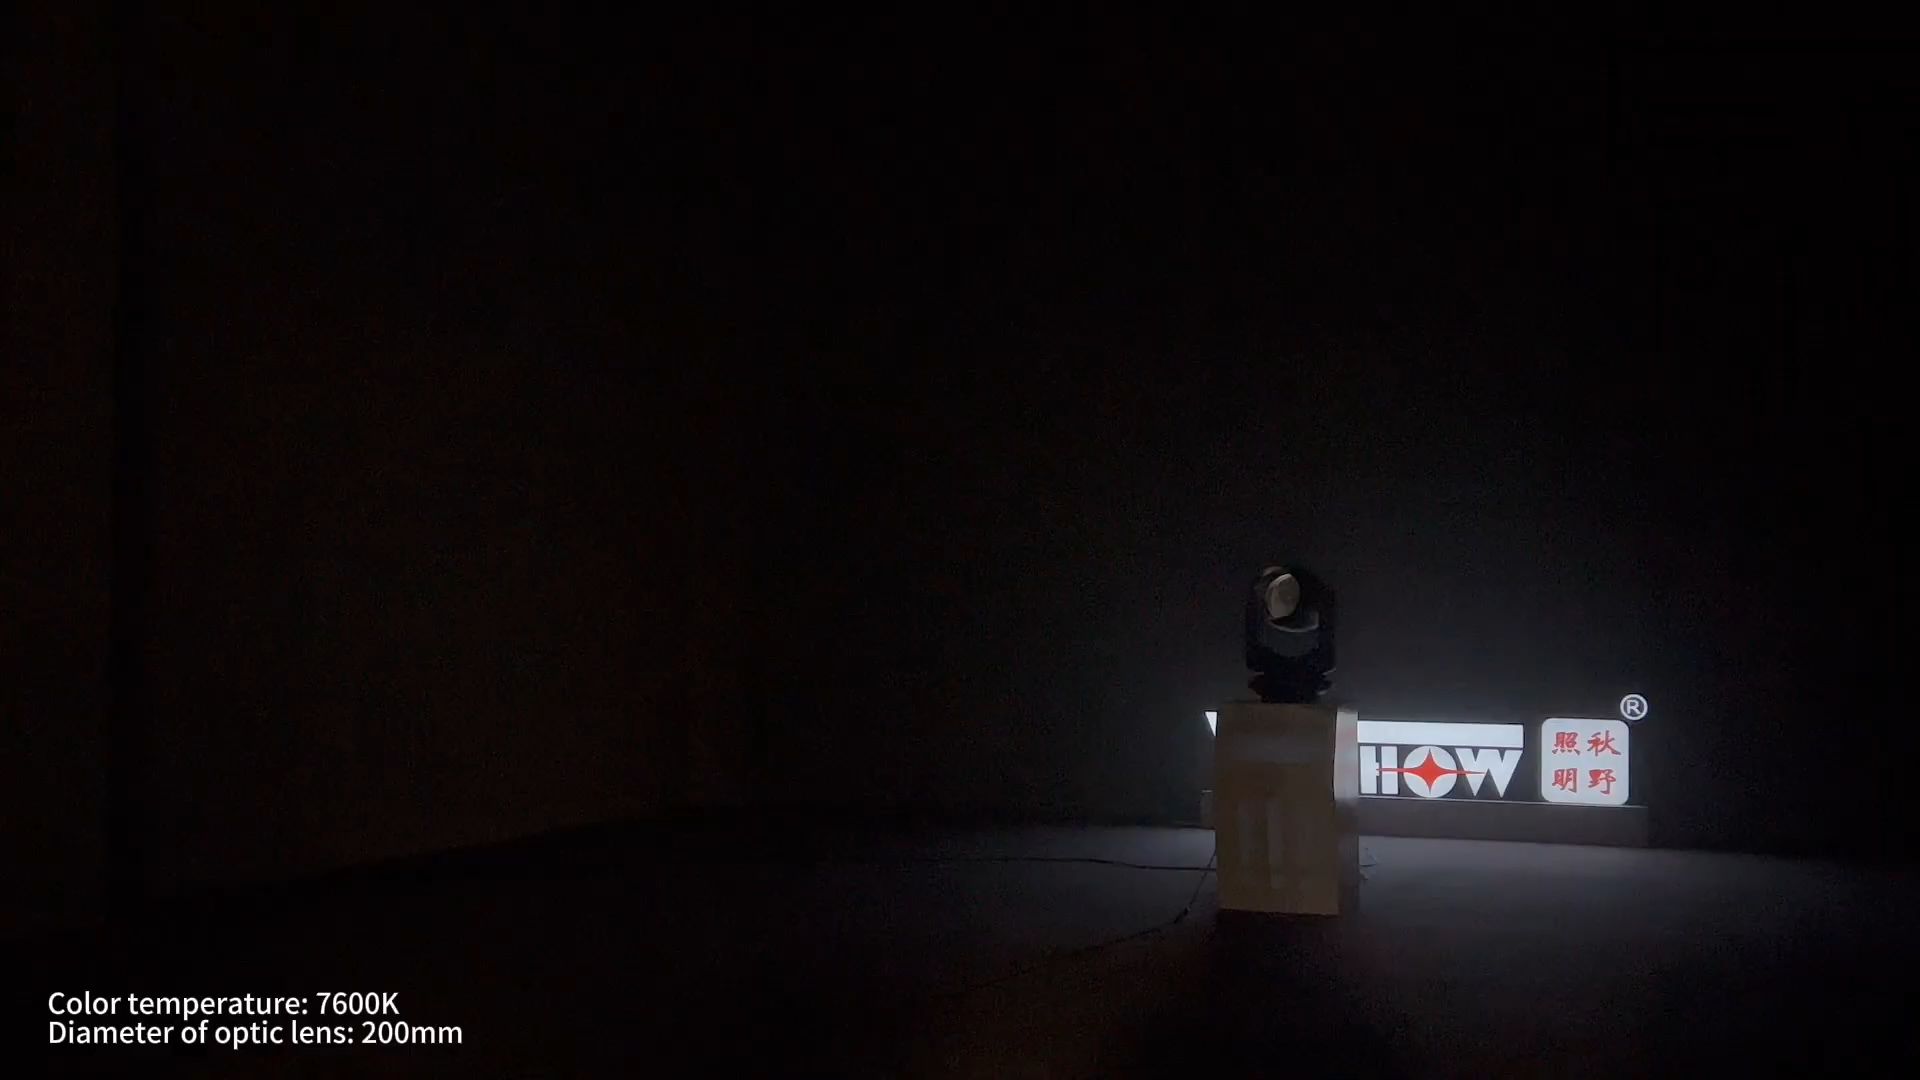 HOW
®
照秋
明野
Color temperature: 7600K
Diameter of optic lens: 200mm